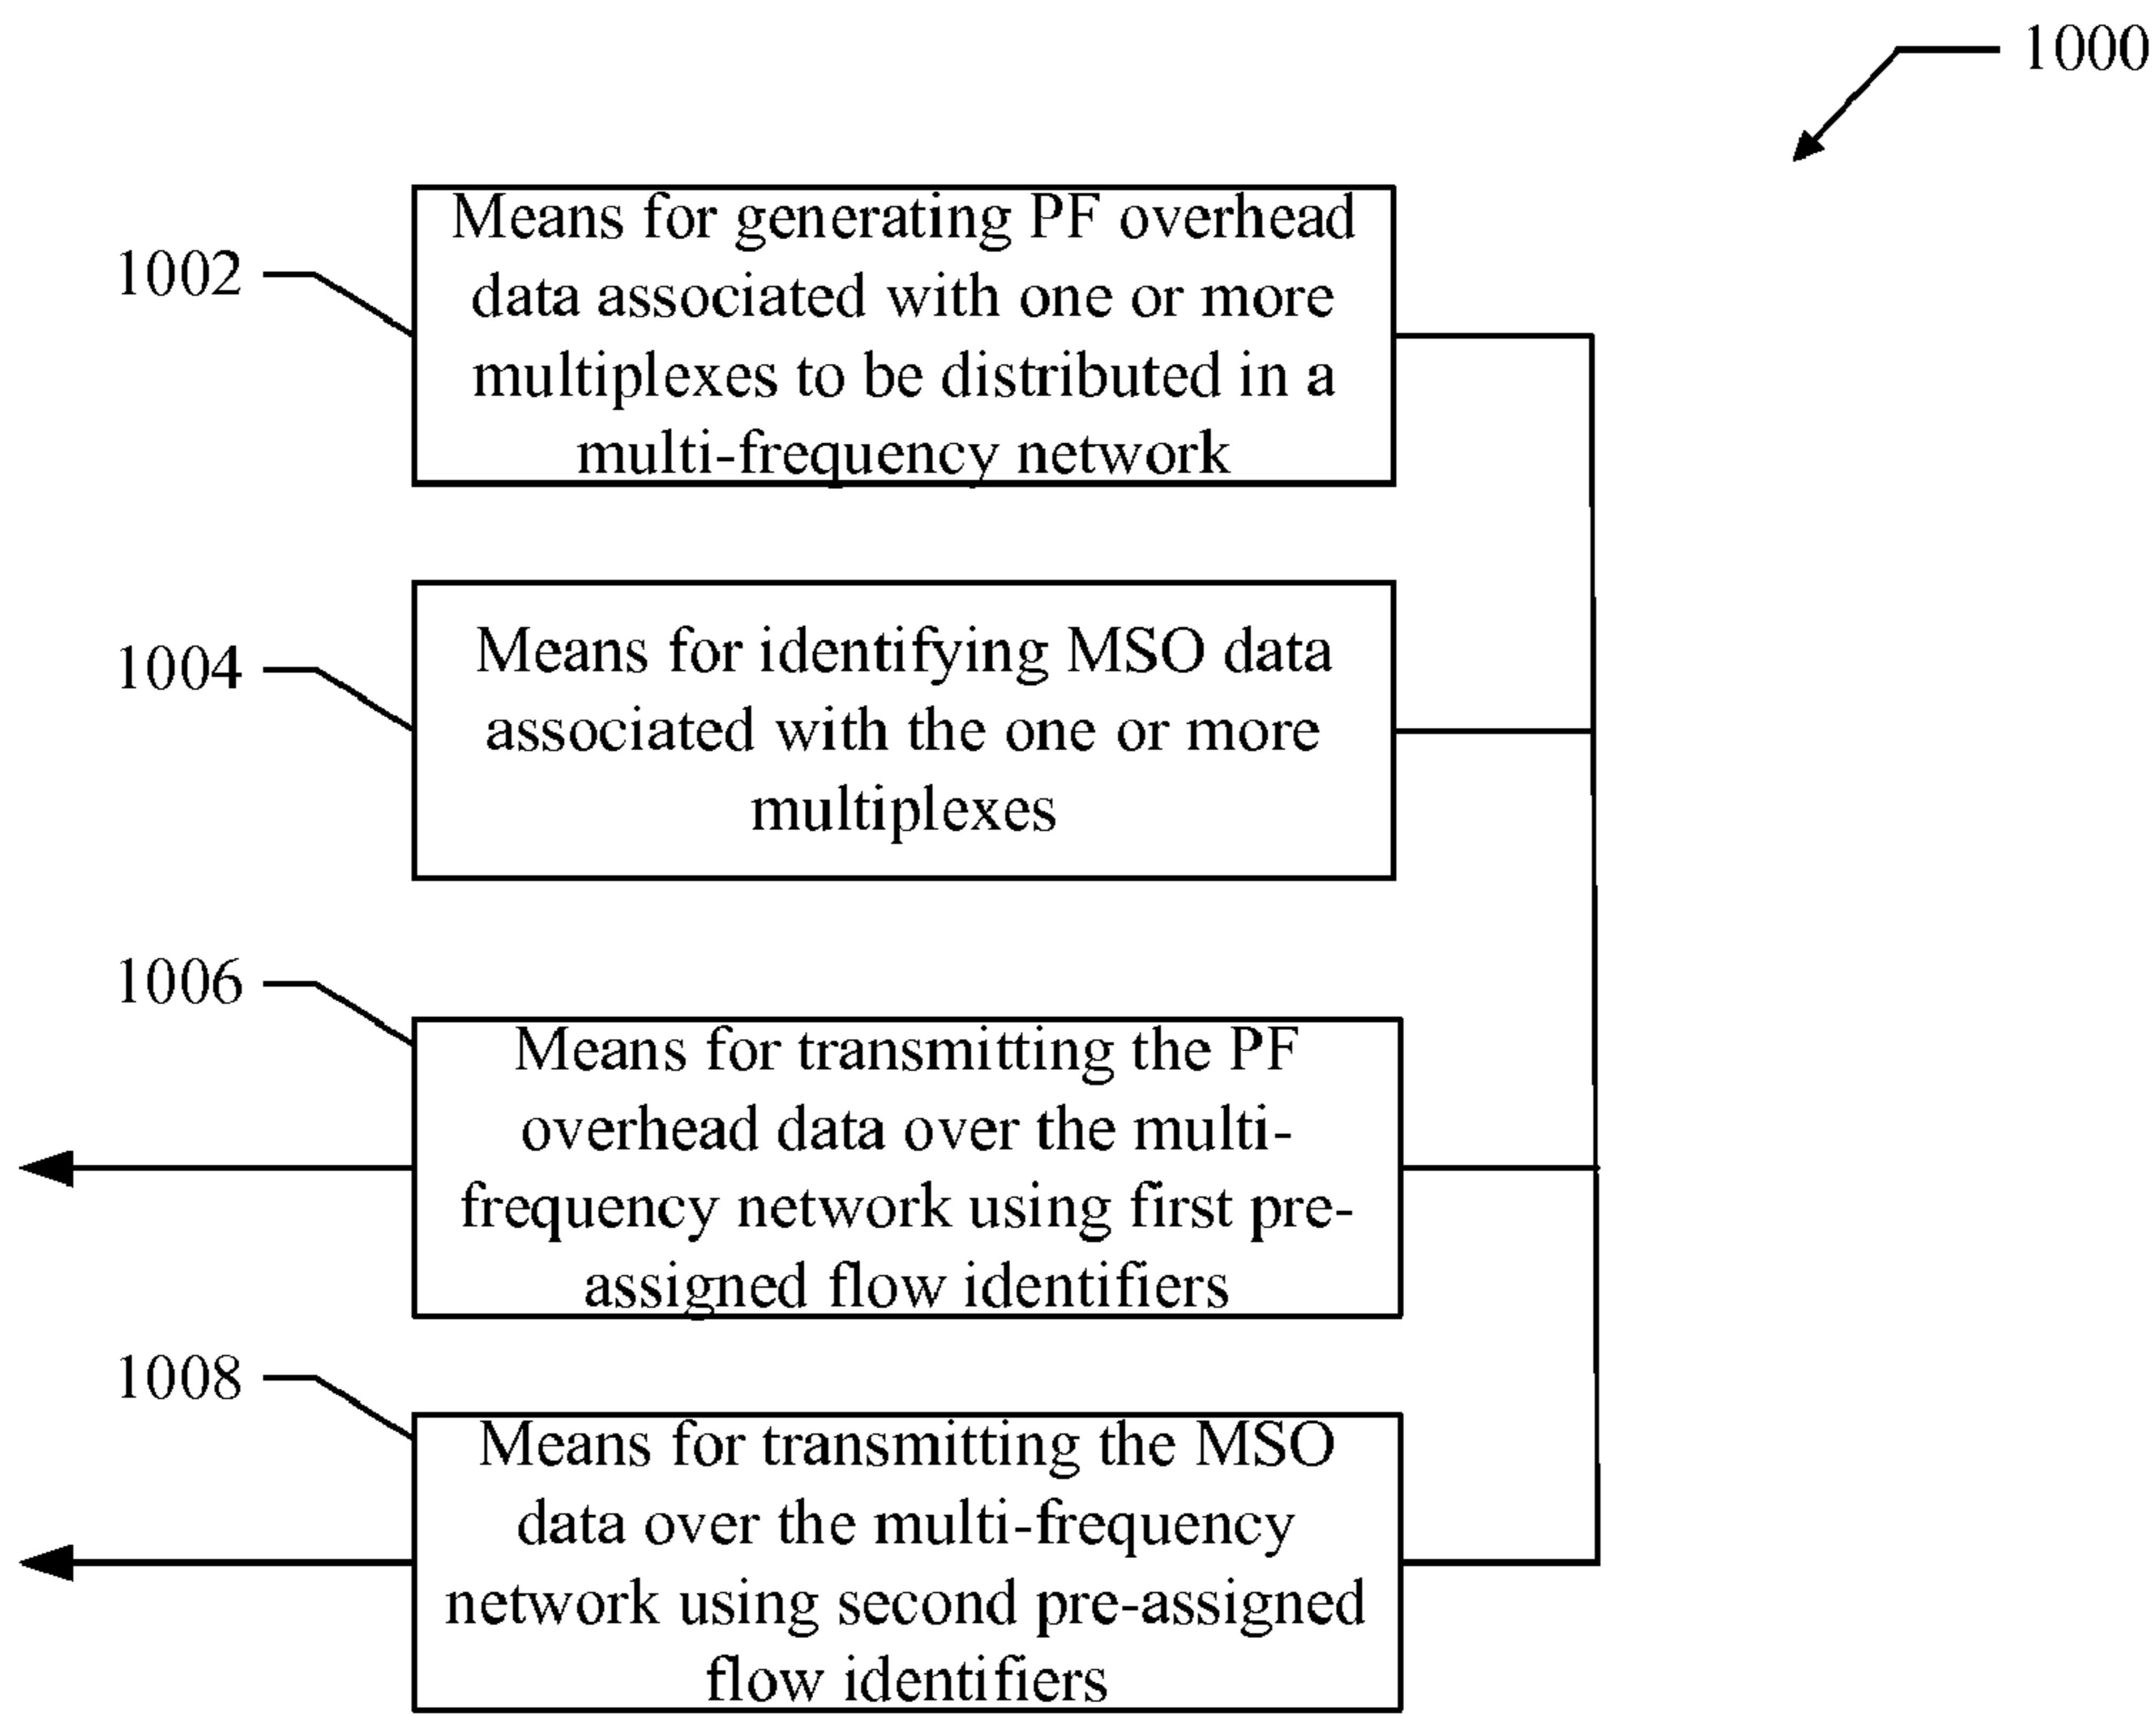 1000
1002
Means for generating PF overhead
data associated with one or more
multiplexes to be distributed in a
multi-frequency network
1004
Means for identifying MSO data
associated with the one or more
multiplexes
1006
Means for transmitting the PF
overhead data over the multi-
frequency network using first pre-
assigned flow identifiers
1008
Means for transmitting the MSO
data over the multi-frequency
network using second pre-assigned
flow identifiers